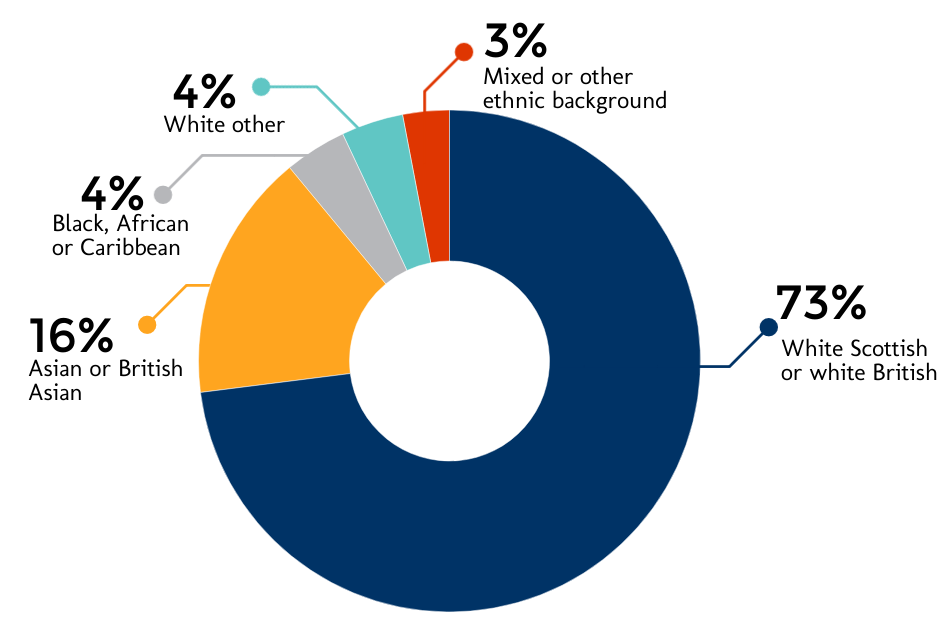 3%
Mixed or other
ethnic background
4%
White other
4%
Black, African
or Caribbean
73%
White Scottish
or white British
16%
Asian or British
Asian